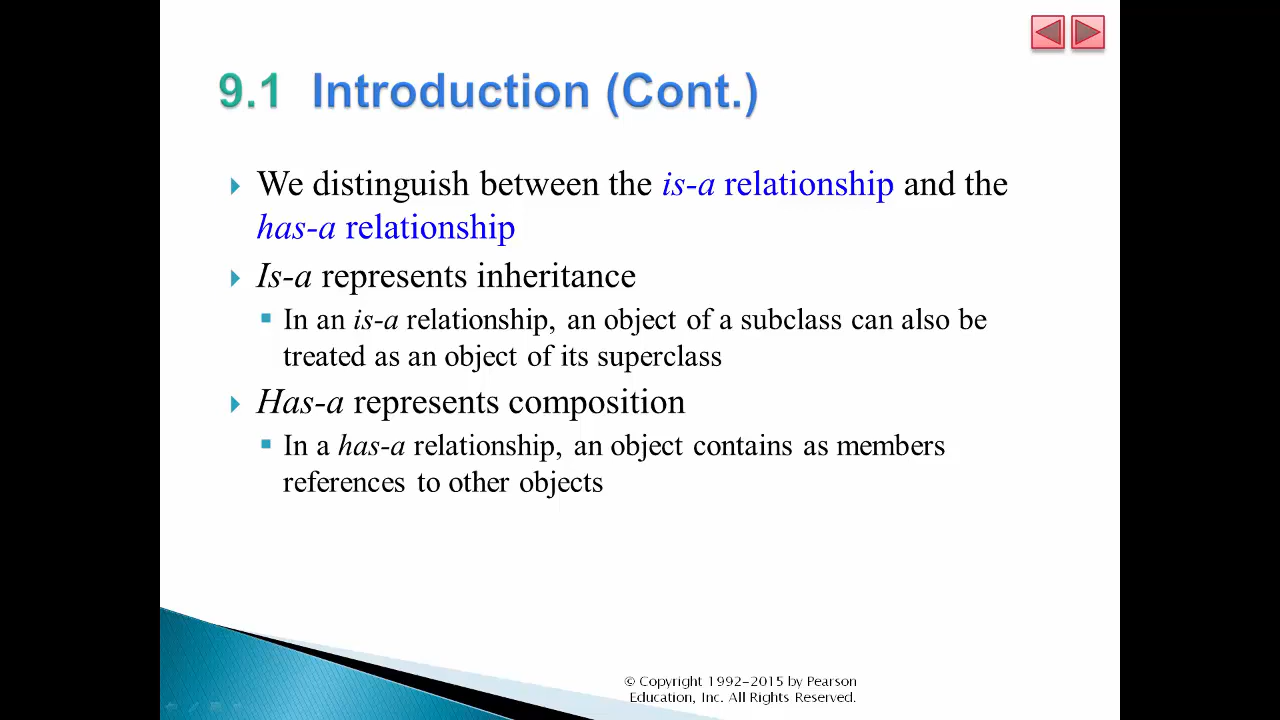 9.1 Introduction (Cont.)
We distinguish between the is-a relationship and the
has-a relationship
Is-a represents inheritance
In an is-a relationship, an object of a subclass can also be
treated as an object of its superclass
Has-a represents composition
In a has-a relationship, an object contains as members
references to other objects
© Copyright 1992-2015 by Pearson
Education, Inc. All Rights Reserved.